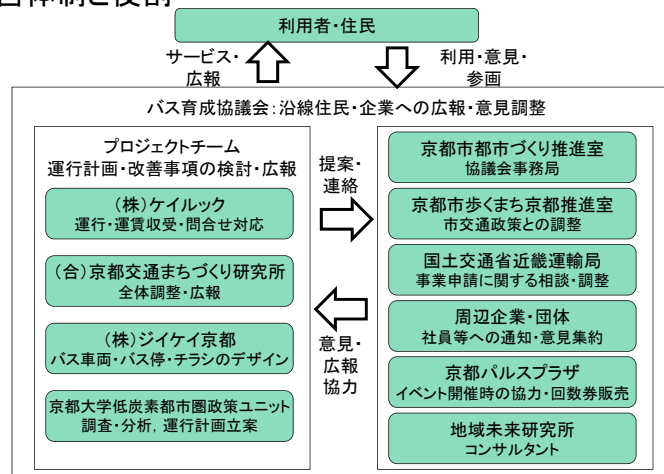 利用者・住民
サービス・
広報
利用・意見・
参画
バス育成協議会：沿線住民・企業への広報・意見調整
プロジェクトチーム
運行計画・改善事項の検討・広報
(株)ケイルック
運行・運賃収受・問合せ対応
(合)京都交通まちづくり研究所
全体調整・広報
(株)ジイケイ京都
バス車両・バス停・チラシのデザイン
京都大学低炭素都市圏政策ユニット
調査・分析，運行計画立案
提案・
連絡
意見・
広報
協力
京都市都市づくり推進室
協議会事務局
京都市歩くまち京都推進室
市交通政策との調整
国土交通省近畿運輸局
事業申請に関する相談・調整
周辺企業・団体
社員等への通知・意見集約
京都パルスプラザ
イベント開催時の協力・回数券販売
地域未来研究所
コンサルタント